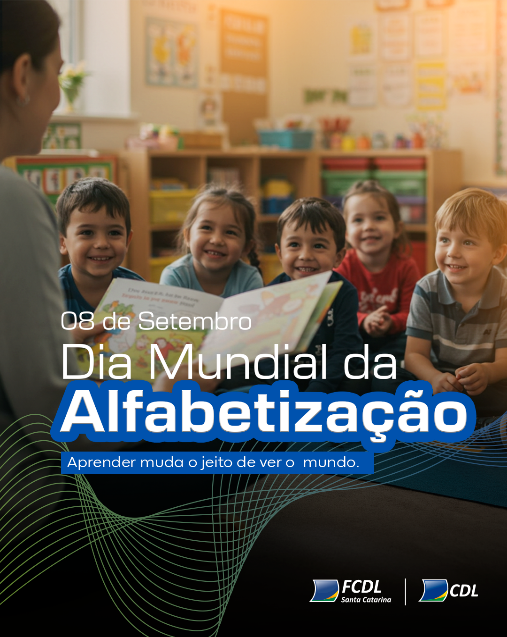 08 de Setembro
Dia Mundial da
Alfabetização
Aprender muda o jeito de ver o mundo.
FCDL
Santa Catarina
CDL